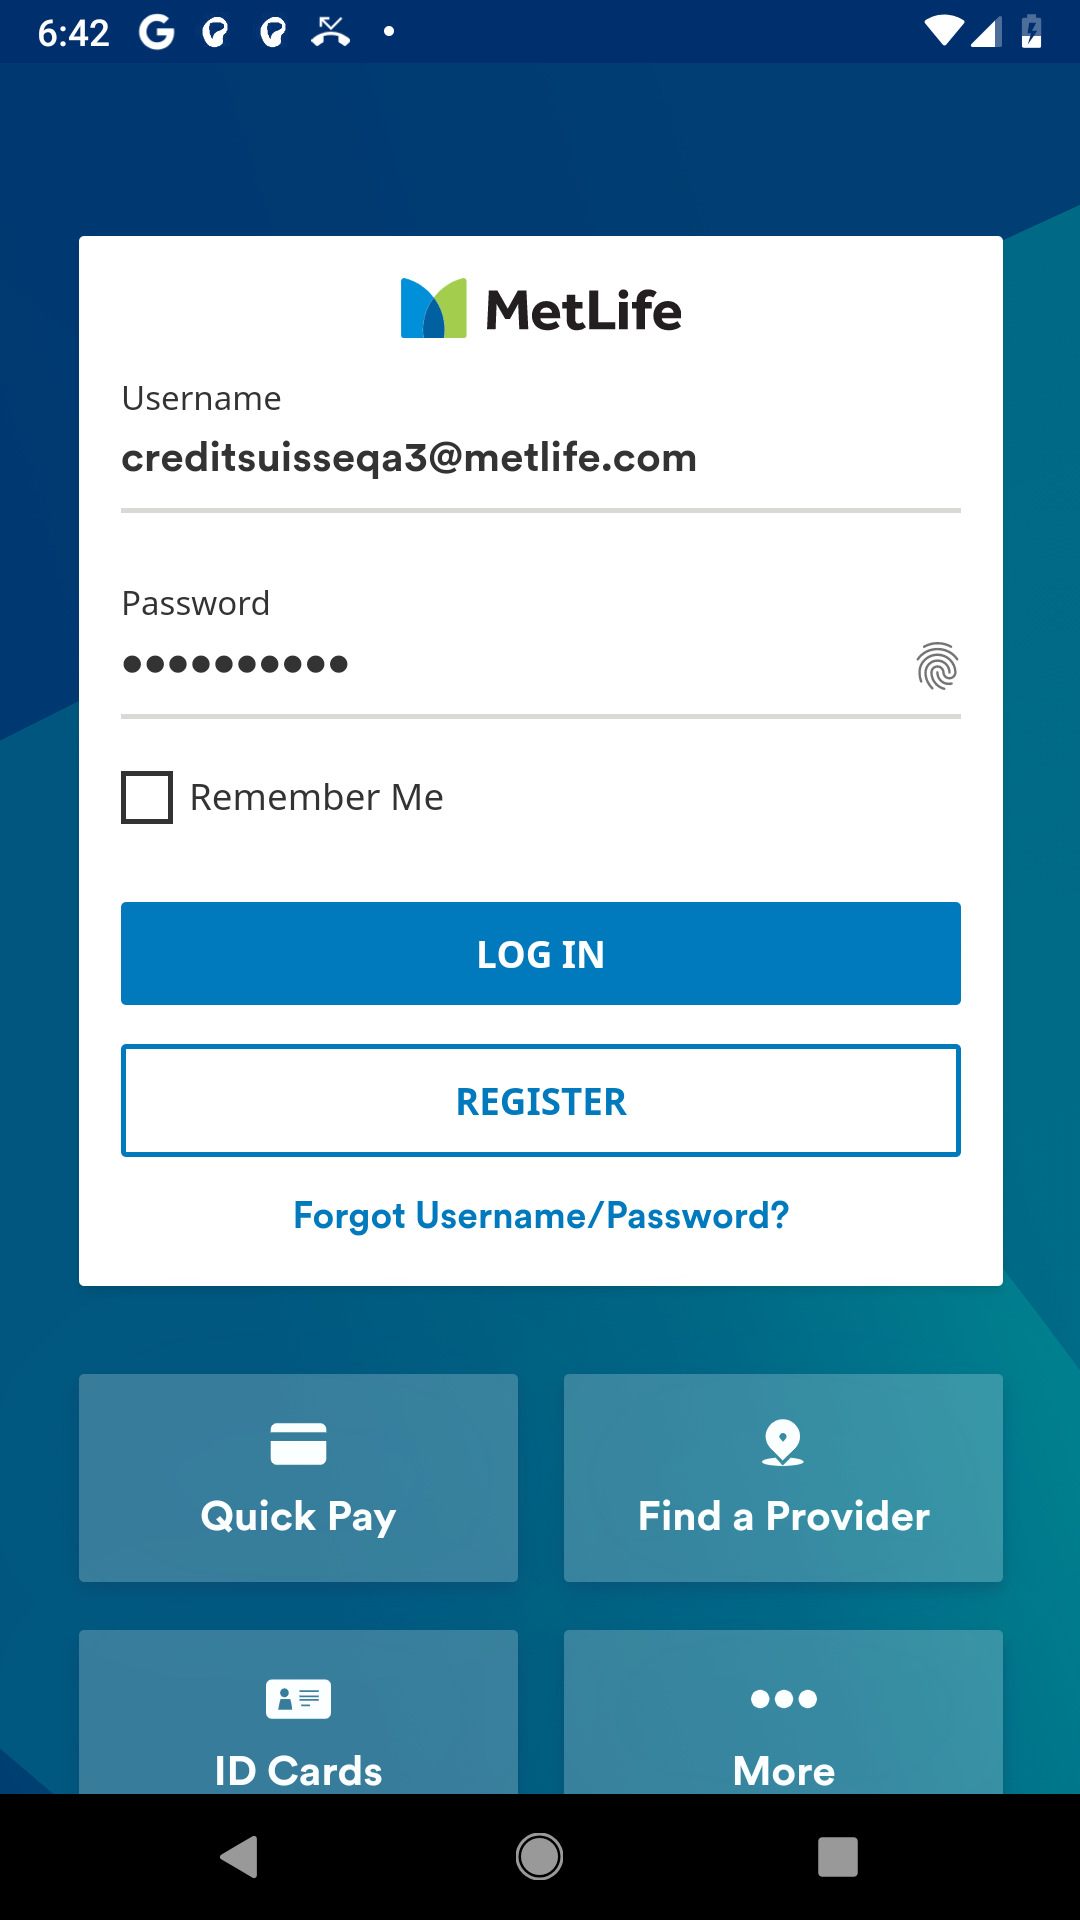 6:42
MetLife
Username
creditsuisseqa3@metlife.com
Password
Remember Me
LOG IN
REGISTER
Forgot Username/Password?
Quick Pay
Find a Provider
ID Cards
More